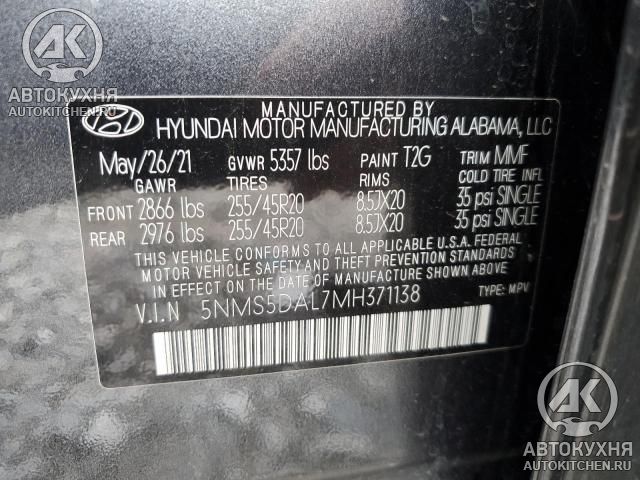 AK
АВТОКУХНЯ
AUTOKITCHEN.RU
MANUFACTURED BY
HYUNDAI MOTOR MANUFACTURING ALABAMA, LLC
May/26/21 GVWR 5357 lbs PAINT T2G TRIM MMF
GAWR TIRES RIMS COLD TIRE INFL
FRONT 2866 lbs 255/45R20 8.5JX20 35 psi SINGLE
REAR 2976 lbs 255/45R20 8.5JX20 35 psi SINGLE
THIS VEHICLE CONFORMS TO ALL APPLICABLE U.S.A. FEDERAL
MOTOR VEHICLE SAFETY AND THEFT PREVENTION STANDARDS
IN EFFECT ON THE DATE OF MANUFACTURE SHOWN ABOVE
V.I.N 5NMS5DAL7MH371138 TYPE: MPV
AK
АВТОКУХНЯ
AUTOKITCHEN.RU